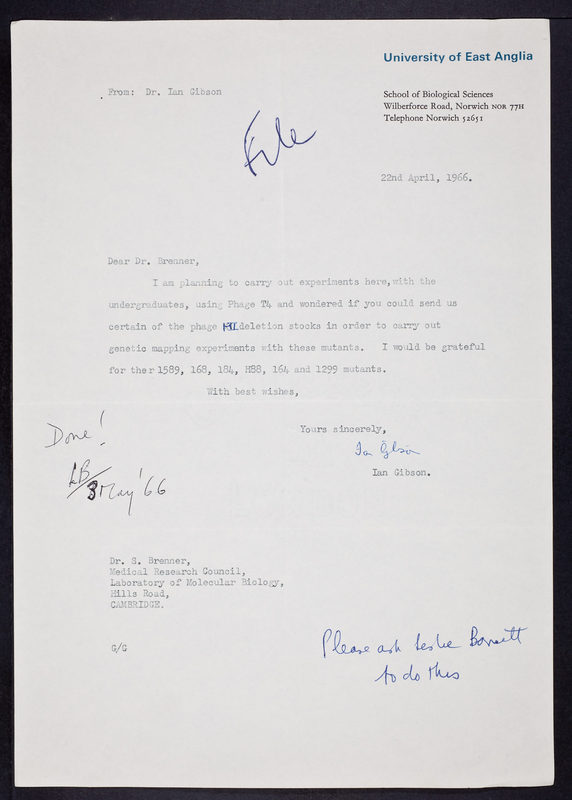 University of East Anglia
From: Dr. Ian Gibson
School of Biological Sciences
Wilberforce Road, Norwich NOR 77H
Telephone Norwich 52651
File
22nd April, 1966.
Dear Dr. Brenner,
I am planning to carry out experiments here, with the
undergraduates, using Phage T4 and wondered if you could send us
certain of the phage rII deletion stocks in order to carry out
genetic mapping experiments with these mutants. I would be grateful
for the r 1589, 168, 184, H88, 164 and 1299 mutants.
With best wishes,
Yours sincerely,
Ian Gibson
Ian Gibson.
Done!
LB/3 May '66
Dr. S. Brenner,
Medical Research Council,
Laboratory of Molecular Biology,
Hills Road,
CAMBRIDGE.
G/G
Please ask Leslie Barnett
to do this